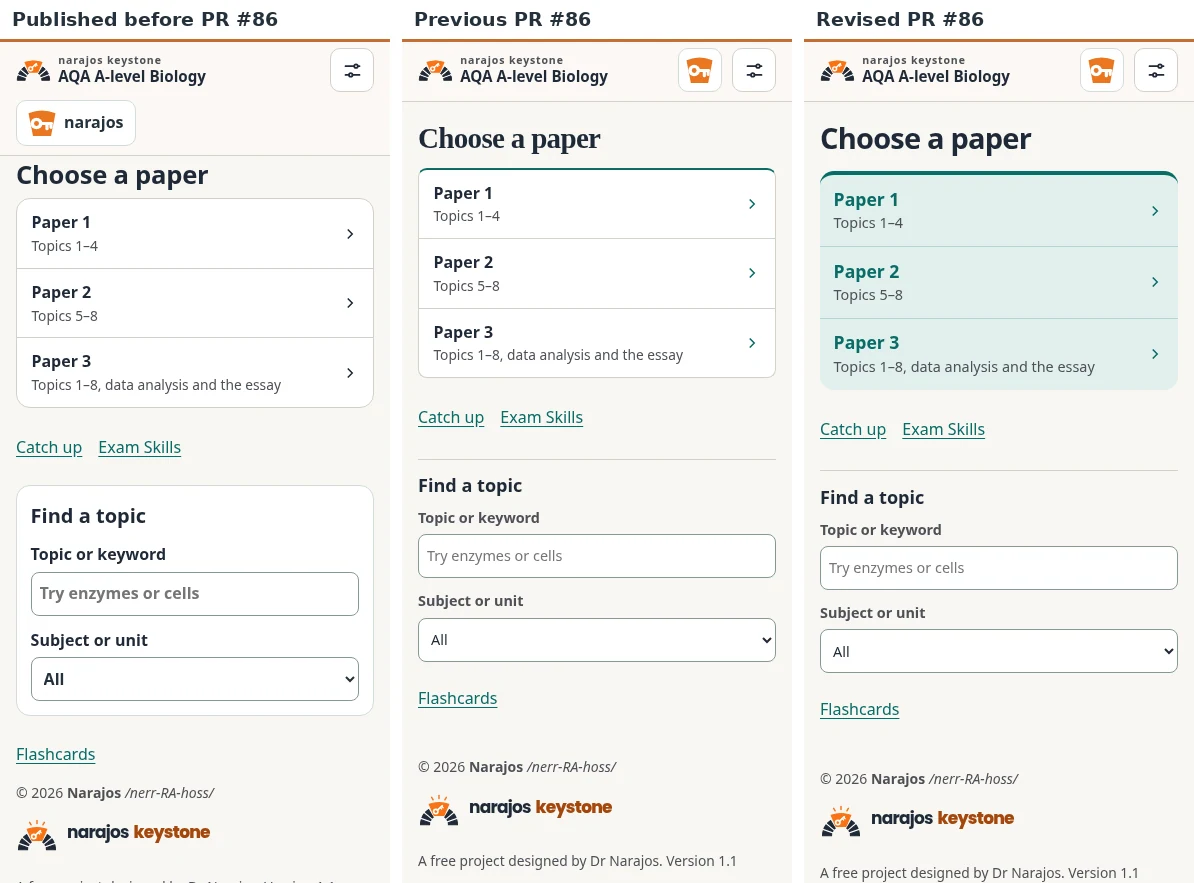 Published before PR #86
narajos keystone
AQA A-level Biology
narajos
Choose a paper
Paper 1
Topics 1–4
Paper 2
Topics 5–8
Paper 3
Topics 1–8, data analysis and the essay
Catch up Exam Skills
Find a topic
Topic or keyword
Try enzymes or cells
Subject or unit
All
Flashcards
© 2026 Narajos /nerr-RA-hoss/
narajos keystone
Previous PR #86
narajos keystone
AQA A-level Biology
Choose a paper
Paper 1
Topics 1–4
Paper 2
Topics 5–8
Paper 3
Topics 1–8, data analysis and the essay
Catch up Exam Skills
Find a topic
Topic or keyword
Try enzymes or cells
Subject or unit
All
Flashcards
© 2026 Narajos /nerr-RA-hoss/
narajos keystone
A free project designed by Dr Narajos. Version 1.1
Revised PR #86
narajos keystone
AQA A-level Biology
Choose a paper
Paper 1
Topics 1–4
Paper 2
Topics 5–8
Paper 3
Topics 1–8, data analysis and the essay
Catch up Exam Skills
Find a topic
Topic or keyword
Try enzymes or cells
Subject or unit
All
Flashcards
© 2026 Narajos /nerr-RA-hoss/
narajos keystone
A free project designed by Dr Narajos. Version 1.1